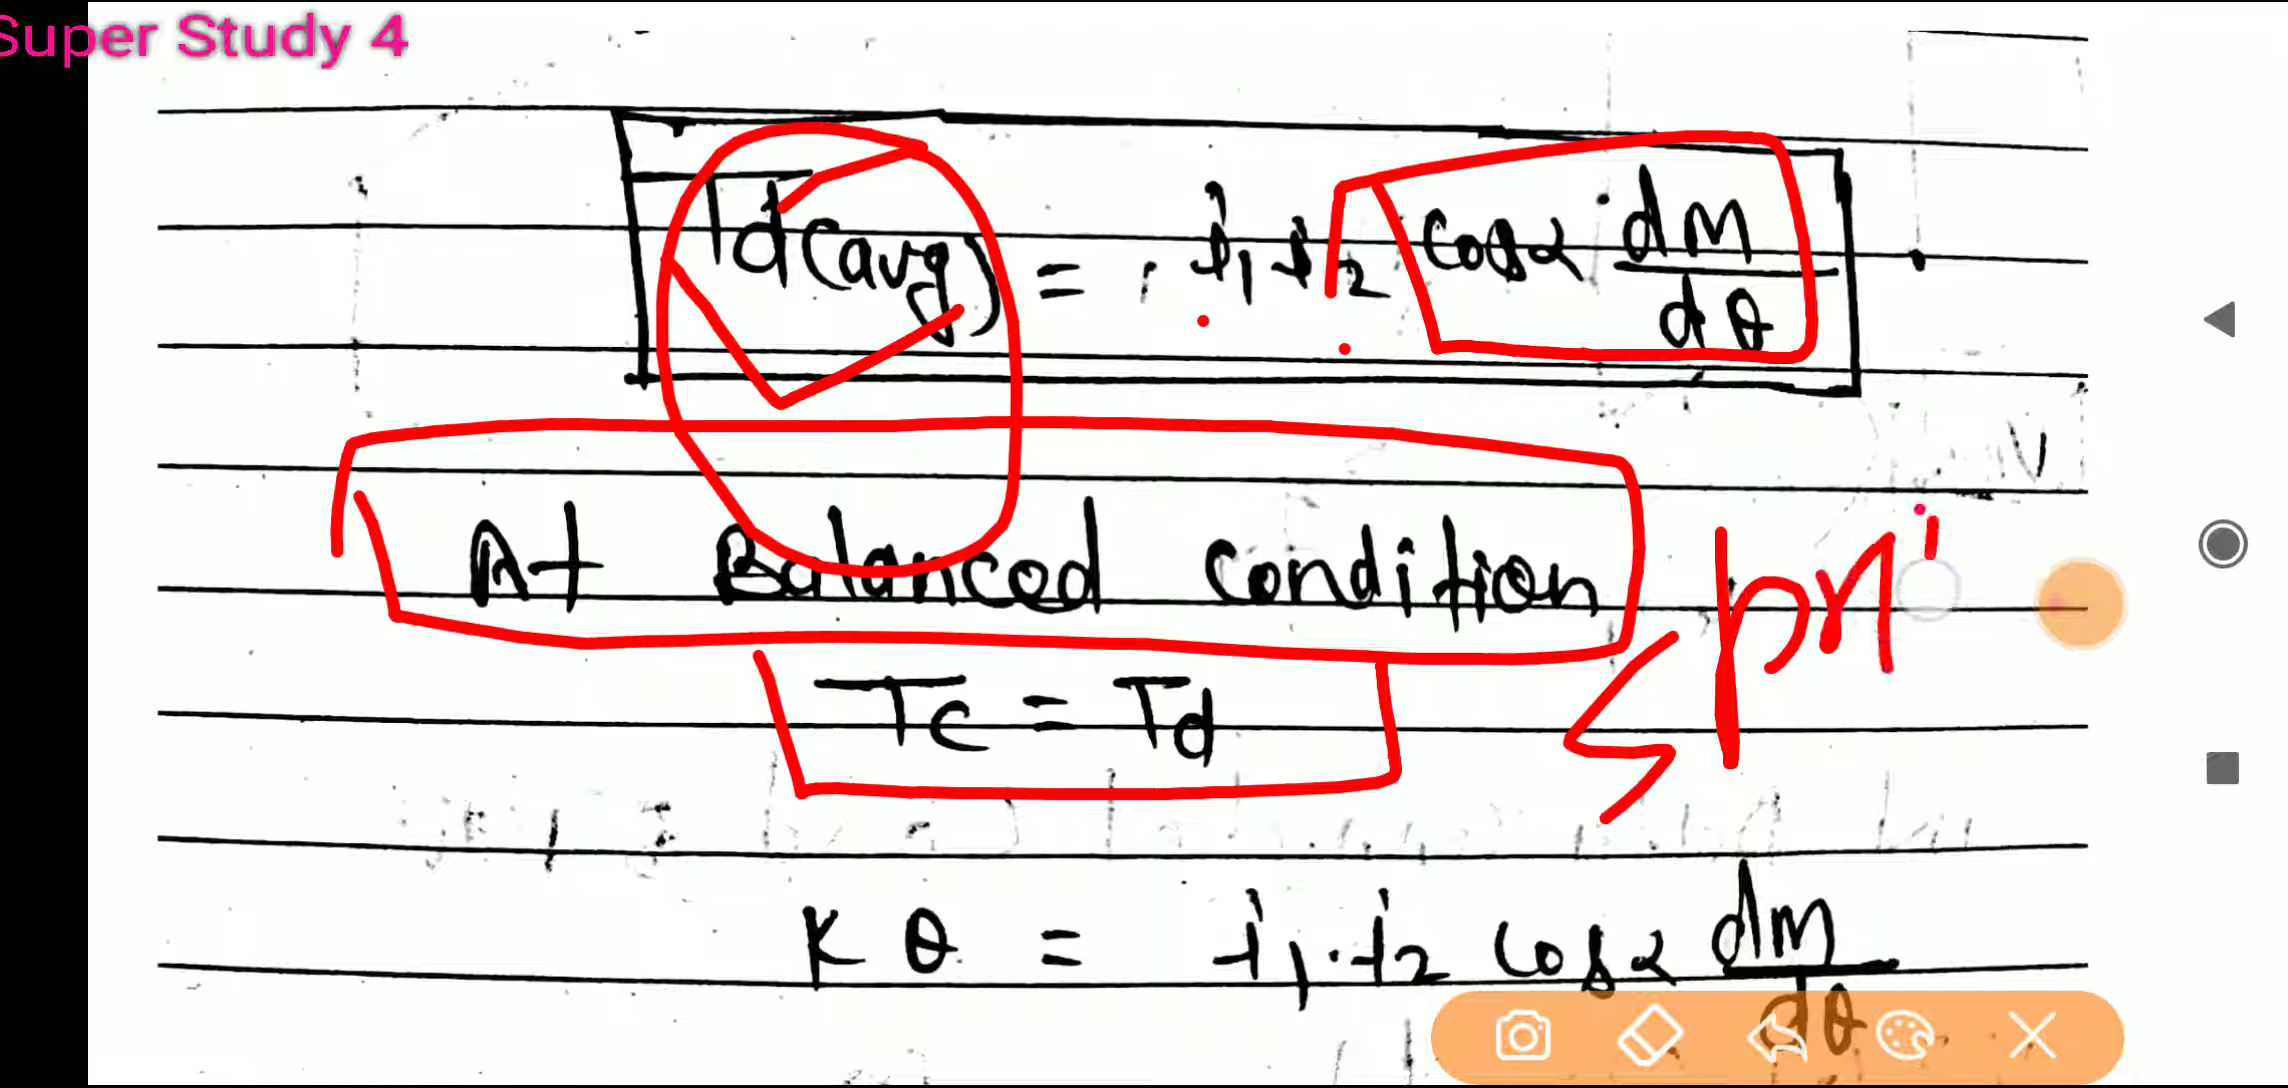 Super Study 4
Td(avg) = i₁ i₂ cosα dM/dθ
At Balanced condition
Tc = Td
Kθ = i₁.i₂ cosα dM/dθ